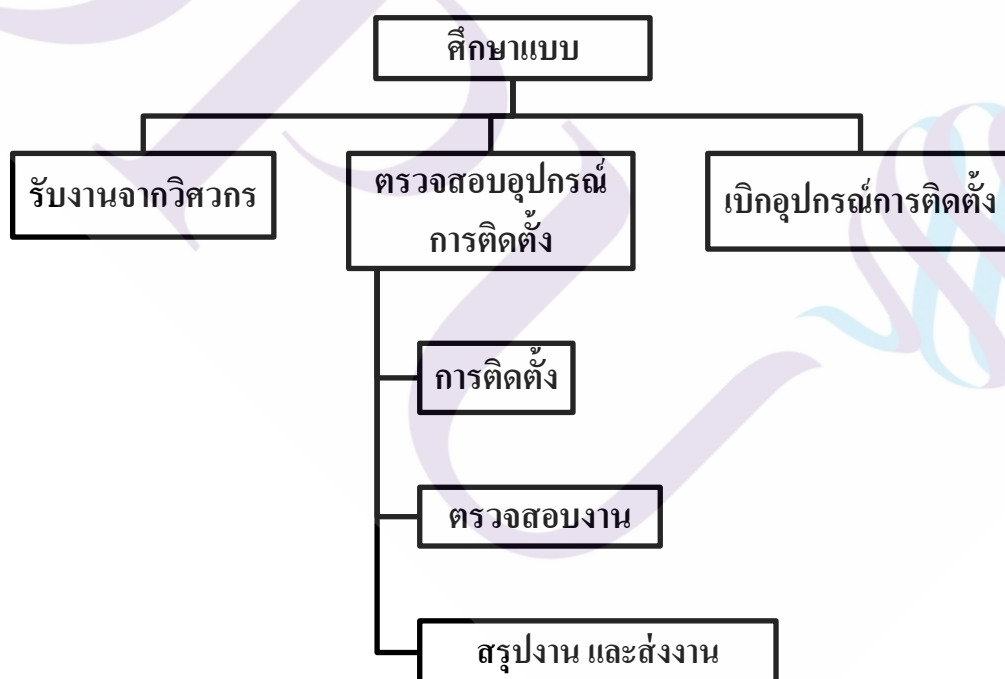 ศึกษาแบบ
รับงานจากวิศวกร
ตรวจสอบอุปกรณ์
การติดตั้ง
เบิกอุปกรณ์การติดตั้ง
การติดตั้ง
ตรวจสอบงาน
สรุปงาน และส่งงาน